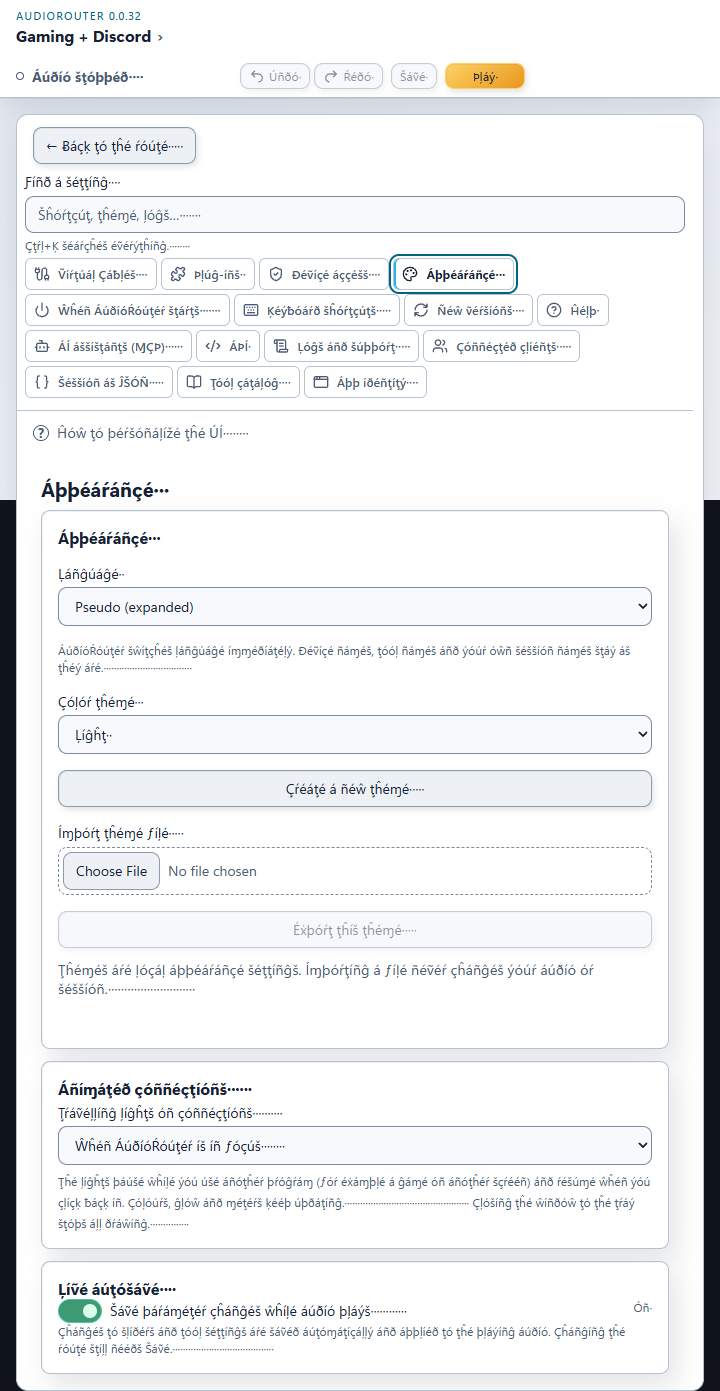 AUDIOROUTER 0.0.32
Gaming + Discord ›
Áúðíó šţóþþéð····
Úñðó·
Ŕéðó·
Šáṽé·
Þļáý·
← Ɓáçķ ţó ţĥé ŕóúţé·····
Ƒíñð á šéţţíñĝ····
Šĥóŕţçúţ, ţĥéɱé, ļóĝš…·······
Çţŕļ+Ķ šéáŕçĥéš éṽéŕýţĥíñĝ.········
Ṽíŕţúáļ Çáƀļéš····
Þļúĝ-íñš··
Ðéṽíçé áççéšš····
Áþþéáŕáñçé···
Ŵĥéñ ÁúðíóŔóúţéŕ šţáŕţš·······
Ķéýƀóáŕð šĥóŕţçúţš·····
Ñéŵ ṽéŕšíóñš····
Ĥéļþ·
ÁÍ áššíšţáñţš (ṀÇÞ)······
ÁÞÍ·
Ļóĝš áñð šúþþóŕţ·····
Çóññéçţéð çļíéñţš·····
Šéššíóñ áš ĴŠÓÑ·····
Ţóóļ çáţáļóĝ····
Áþþ íðéñţíţý····
Ĥóŵ ţó þéŕšóñáļížé ţĥé ÚÍ········
Áþþéáŕáñçé···
Áþþéáŕáñçé···
Ļáñĝúáĝé··
Pseudo (expanded)
ÁúðíóŔóúţéŕ šŵíţçĥéš ļáñĝúáĝé íɱɱéðíáţéļý. Ðéṽíçé ñáɱéš, ţóóļ ñáɱéš áñð ýóúŕ óŵñ šéššíóñ ñáɱéš šţáý áš
ţĥéý áŕé.··································
Çóļóŕ ţĥéɱé···
Ļíĝĥţ··
Çŕéáţé á ñéŵ ţĥéɱé·····
Íɱþóŕţ ţĥéɱé ƒíļé·····
Choose File
No file chosen
Éẋþóŕţ ţĥíš ţĥéɱé·····
Ţĥéɱéš áŕé ļóçáļ áþþéáŕáñçé šéţţíñĝš. Íɱþóŕţíñĝ á ƒíļé ñéṽéŕ çĥáñĝéš ýóúŕ áúðíó óŕ
šéššíóñ.··························
Áñíɱáţéð çóññéçţíóñš······
Ţŕáṽéļļíñĝ ļíĝĥţš óñ çóññéçţíóñš··········
Ŵĥéñ ÁúðíóŔóúţéŕ íš íñ ƒóçúš········
Ţĥé ļíĝĥţš þáúšé ŵĥíļé ýóú úšé áñóţĥéŕ þŕóĝŕáɱ (ƒóŕ éẋáɱþļé á ĝáɱé óñ áñóţĥéŕ šçŕééñ) áñð ŕéšúɱé ŵĥéñ ýóú
çļíçķ ƀáçķ íñ. Çóļóúŕš, ĝļóŵ áñð ɱéţéŕš ķééþ úþðáţíñĝ.················································ Çļóšíñĝ ţĥé ŵíñðóŵ ţó ţĥé ţŕáý
šţóþš áļļ ðŕáŵíñĝ.···············
Ļíṽé áúţóšáṽé····
Šáṽé þáŕáɱéţéŕ çĥáñĝéš ŵĥíļé áúðíó þļáýš············
Óñ·
Çĥáñĝéš ţó šļíðéŕš áñð ţóóļ šéţţíñĝš áŕé šáṽéð áúţóɱáţíçáļļý áñð áþþļíéð ţó ţĥé þļáýíñĝ áúðíó. Çĥáñĝíñĝ ţĥé
ŕóúţé šţíļļ ñééðš Šáṽé.·······································